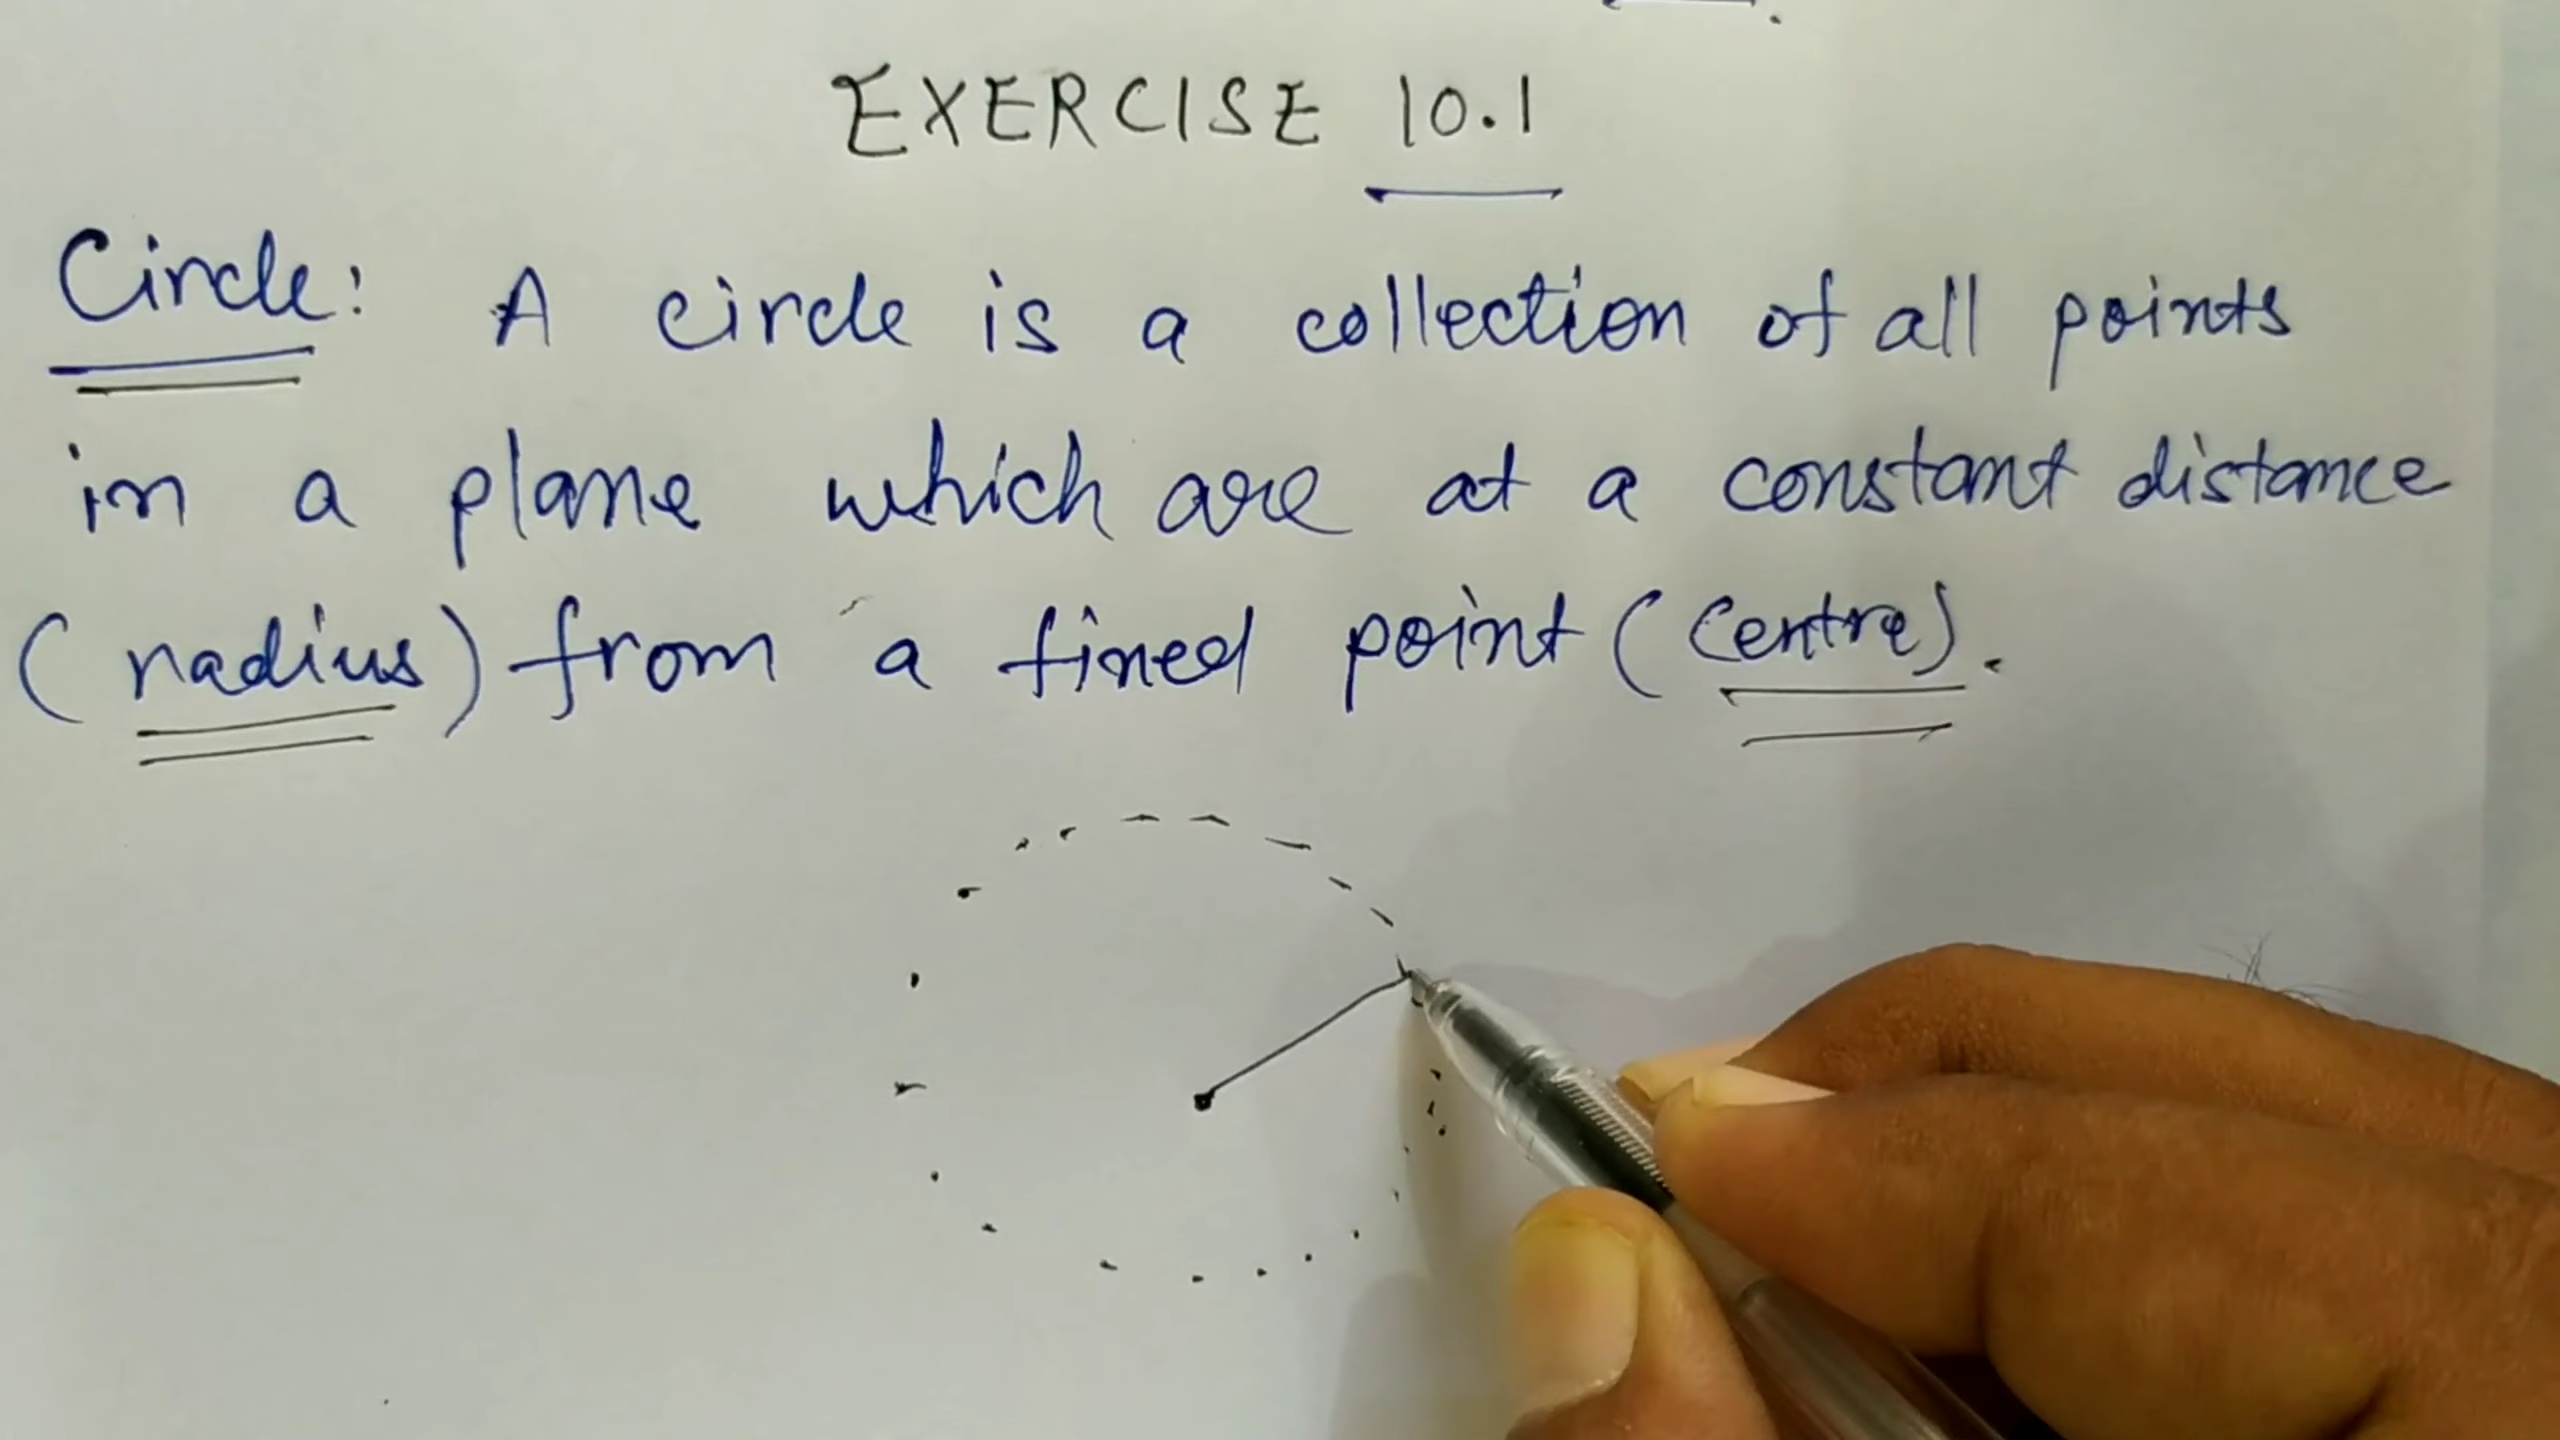 EXERCISE 10.1
Circle: A circle is a collection of all points
in a plane which are at a constant distance
(radius) from a fixed point (Centre).